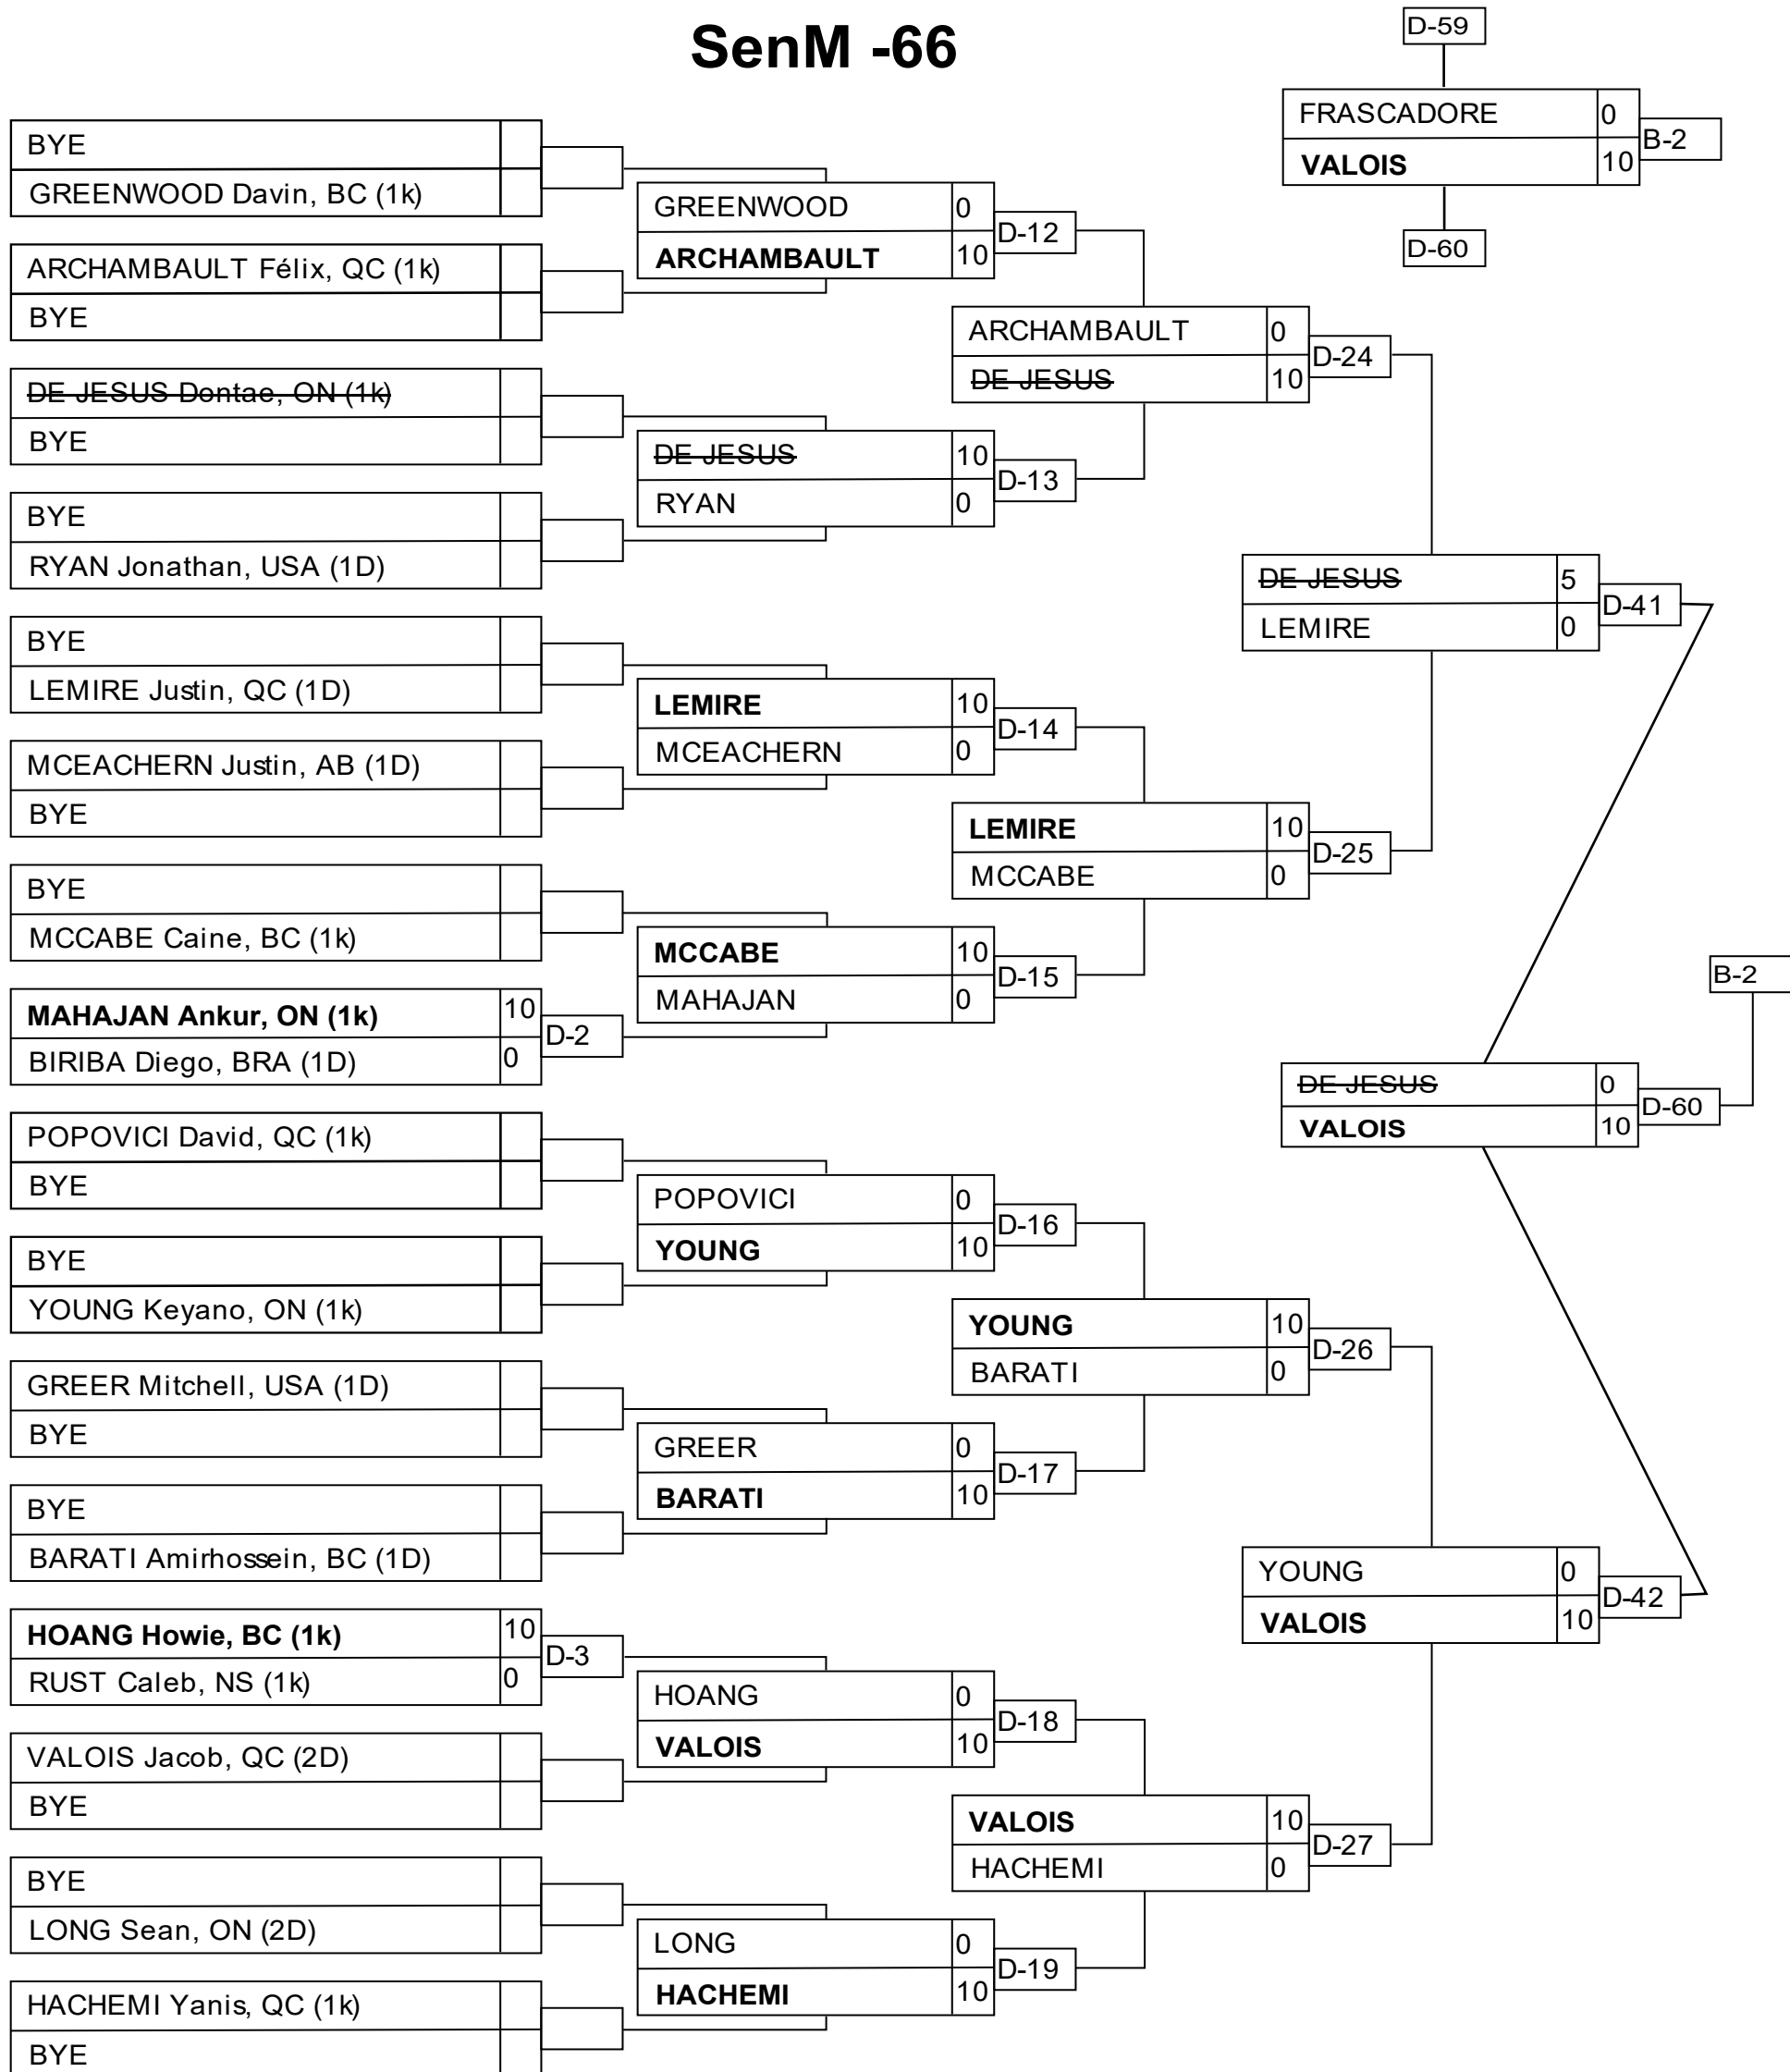 SenM -66
D-59
FRASCADORE 0
VALOIS 10
B-2
D-60
BYE
GREENWOOD Davin, BC (1k)
ARCHAMBAULT Félix, QC (1k)
BYE
DE JESUS Dontae, ON (1k)
BYE
BYE
RYAN Jonathan, USA (1D)
BYE
LEMIRE Justin, QC (1D)
MCEACHERN Justin, AB (1D)
BYE
BYE
MCCABE Caine, BC (1k)
MAHAJAN Ankur, ON (1k) 10
BIRIBA Diego, BRA (1D) 0
D-2
POPOVICI David, QC (1k)
BYE
BYE
YOUNG Keyano, ON (1k)
GREER Mitchell, USA (1D)
BYE
BYE
BARATI Amirhossein, BC (1D)
HOANG Howie, BC (1k) 10
RUST Caleb, NS (1k) 0
D-3
VALOIS Jacob, QC (2D)
BYE
BYE
LONG Sean, ON (2D)
HACHEMI Yanis, QC (1k)
BYE
GREENWOOD 0
ARCHAMBAULT 10
D-12
DE JESUS 10
RYAN 0
D-13
LEMIRE 10
MCEACHERN 0
D-14
MCCABE 10
MAHAJAN 0
D-15
POPOVICI 0
YOUNG 10
D-16
GREER 0
BARATI 10
D-17
HOANG 0
VALOIS 10
D-18
LONG 0
HACHEMI 10
D-19
ARCHAMBAULT 0
DE JESUS 10
D-24
LEMIRE 10
MCCABE 0
D-25
YOUNG 10
BARATI 0
D-26
VALOIS 10
HACHEMI 0
D-27
DE JESUS 5
LEMIRE 0
D-41
YOUNG 0
VALOIS 10
D-42
B-2
DE JESUS 0
VALOIS 10
D-60